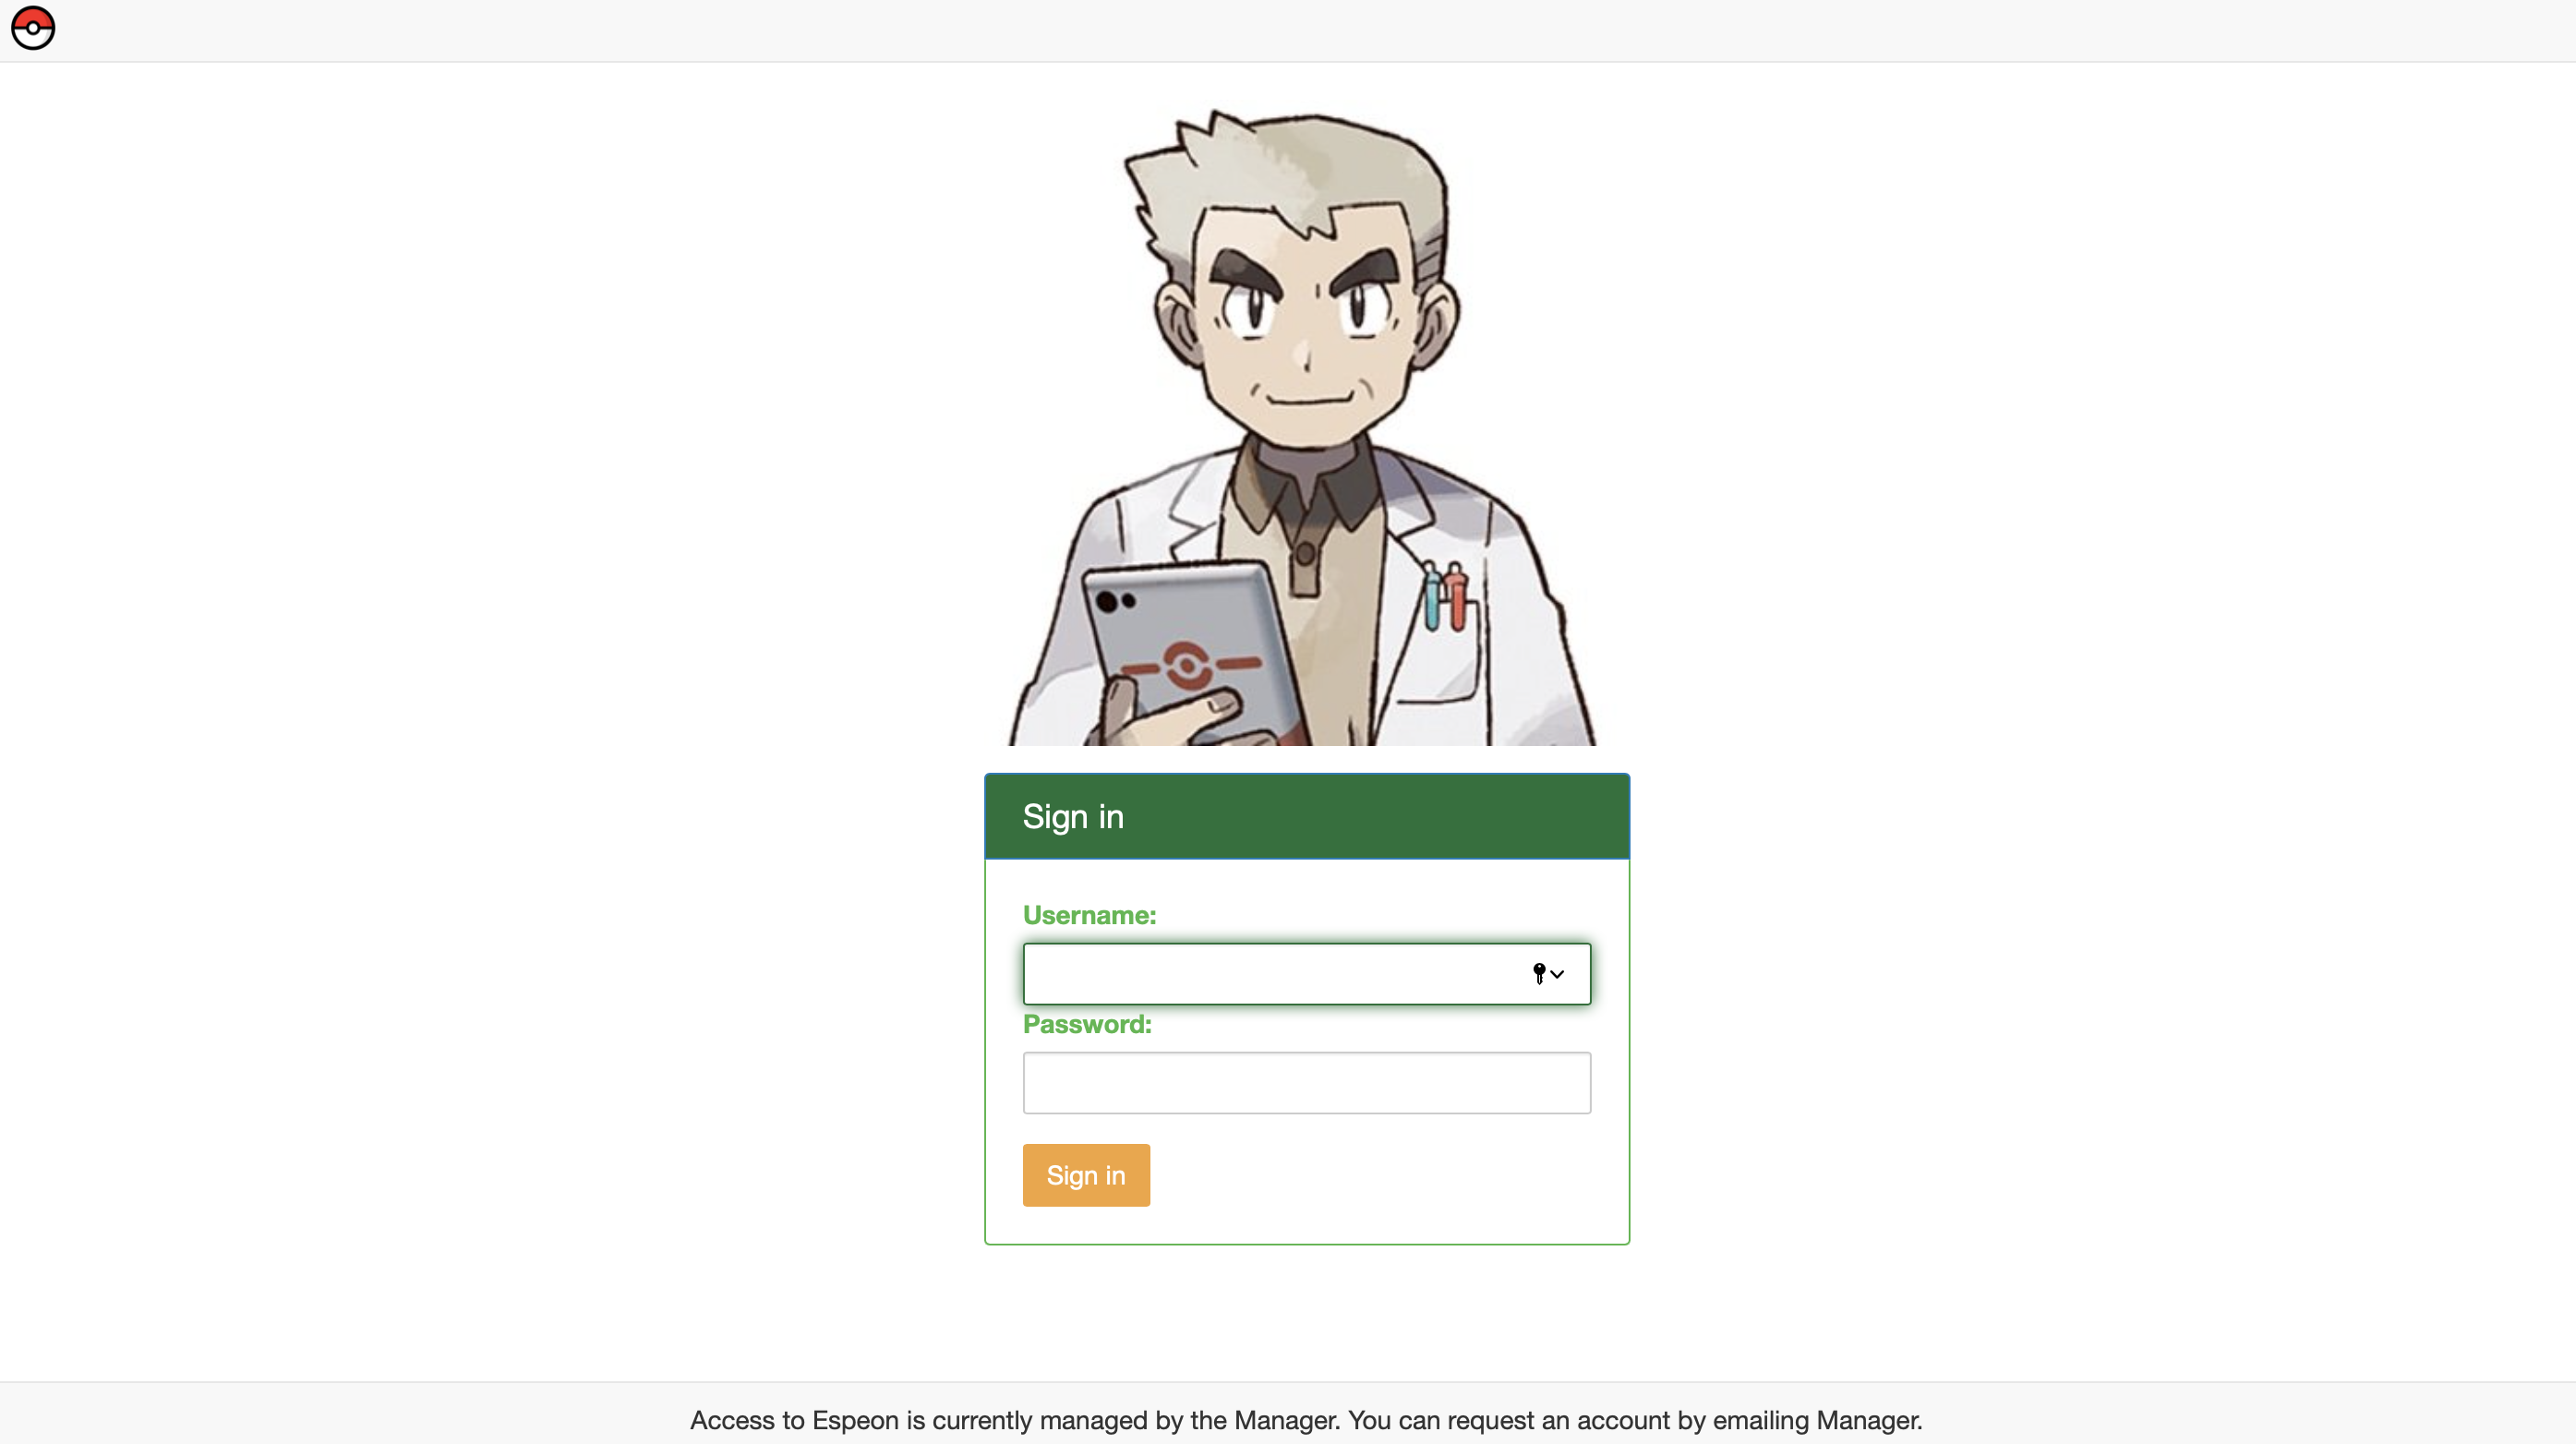 Sign in
Username:
Password:
Sign in
Access to Espeon is currently managed by the Manager. You can request an account by emailing Manager.